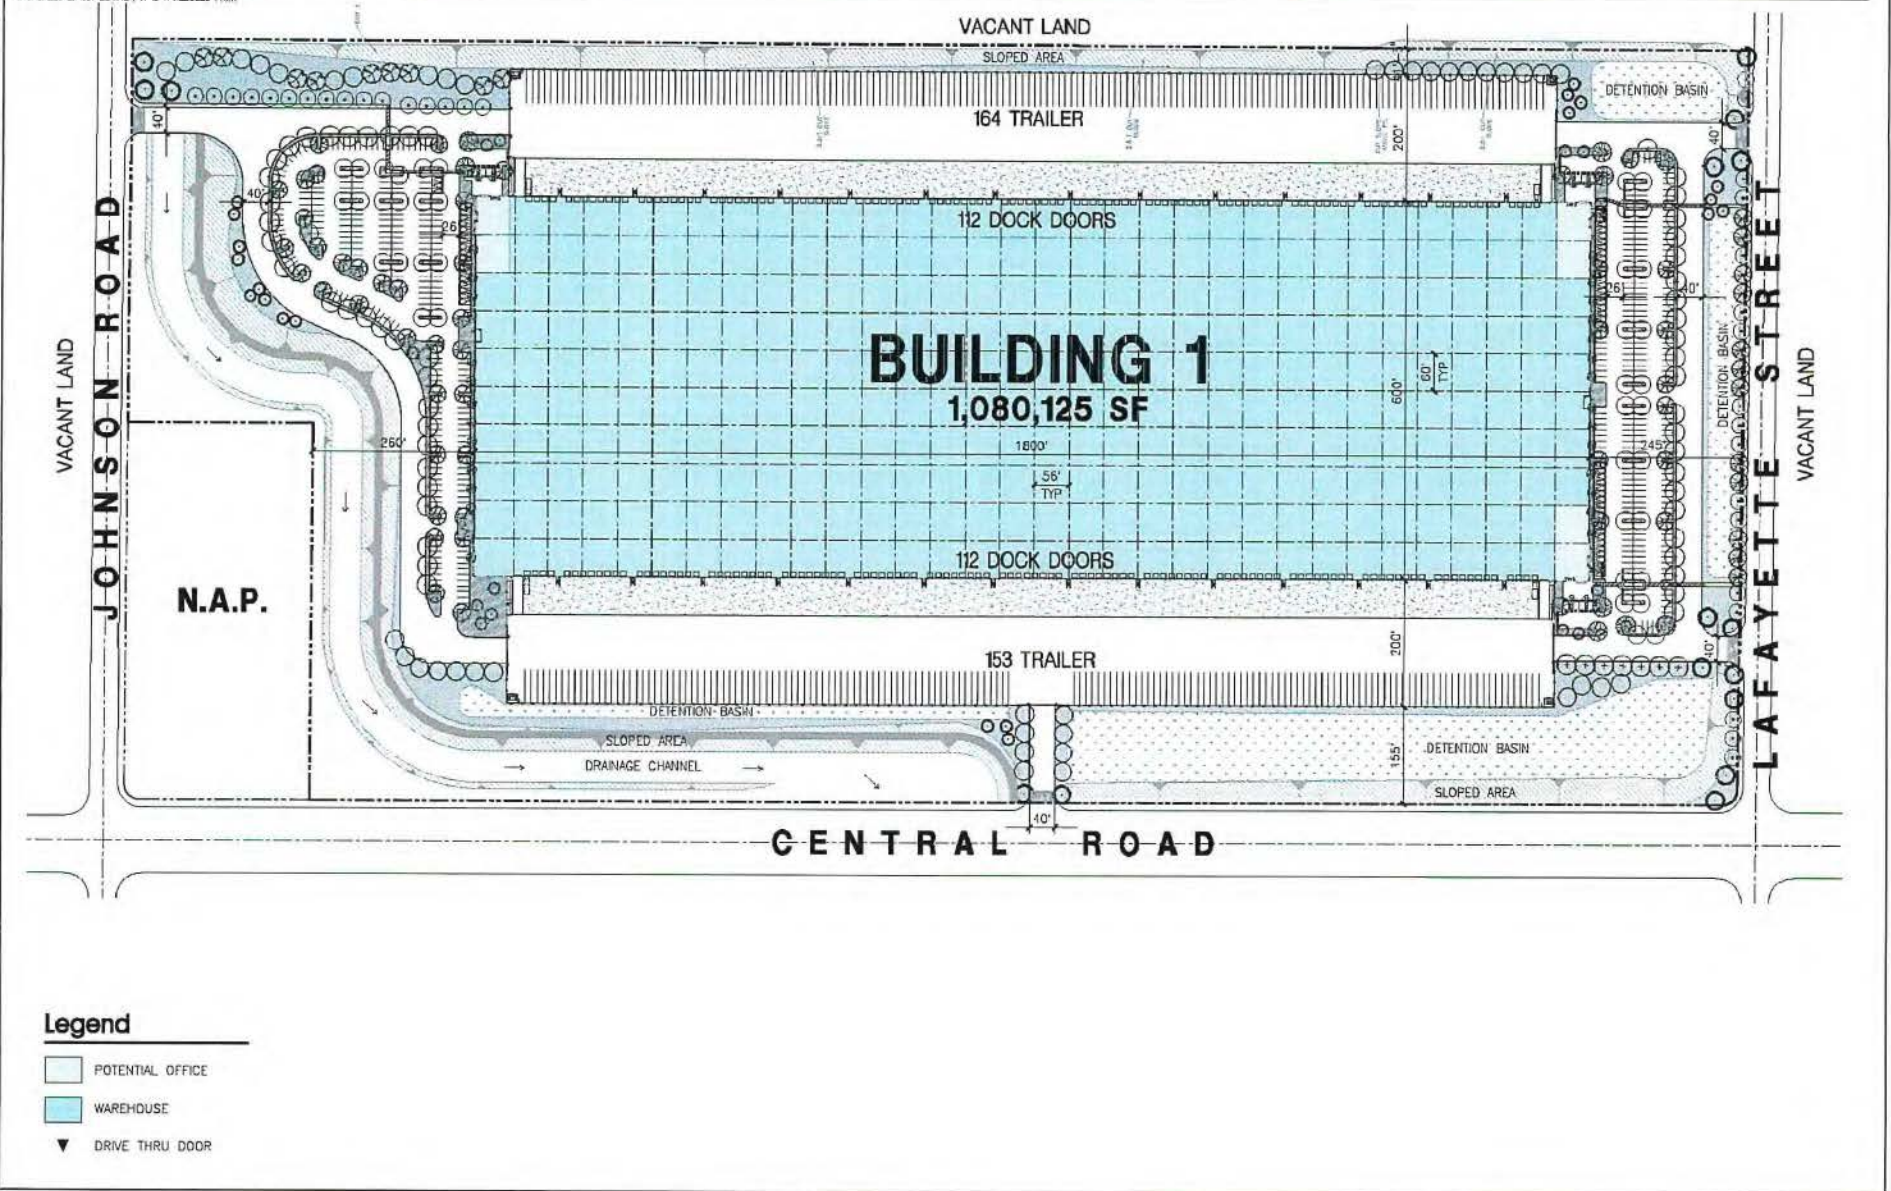 VACANT LAND
SLOPED AREA
DETENTION BASIN
164 TRAILER
40'
200'
40'
40'
26'
112 DOCK DOORS
26'
40'
JOHNSON ROAD
VACANT LAND
BUILDING 1
1,080,125 SF
600'
60'
TYP
DETENTION BASIN
LAFAYETTE STREET
VACANT LAND
260'
1800'
245'
56'
TYP
112 DOCK DOORS
N.A.P.
153 TRAILER
200'
40'
DETENTION BASIN
SLOPED AREA
DRAINAGE CHANNEL
155'
DETENTION BASIN
SLOPED AREA
40'
CENTRAL ROAD
Legend
POTENTIAL OFFICE
WAREHOUSE
DRIVE THRU DOOR